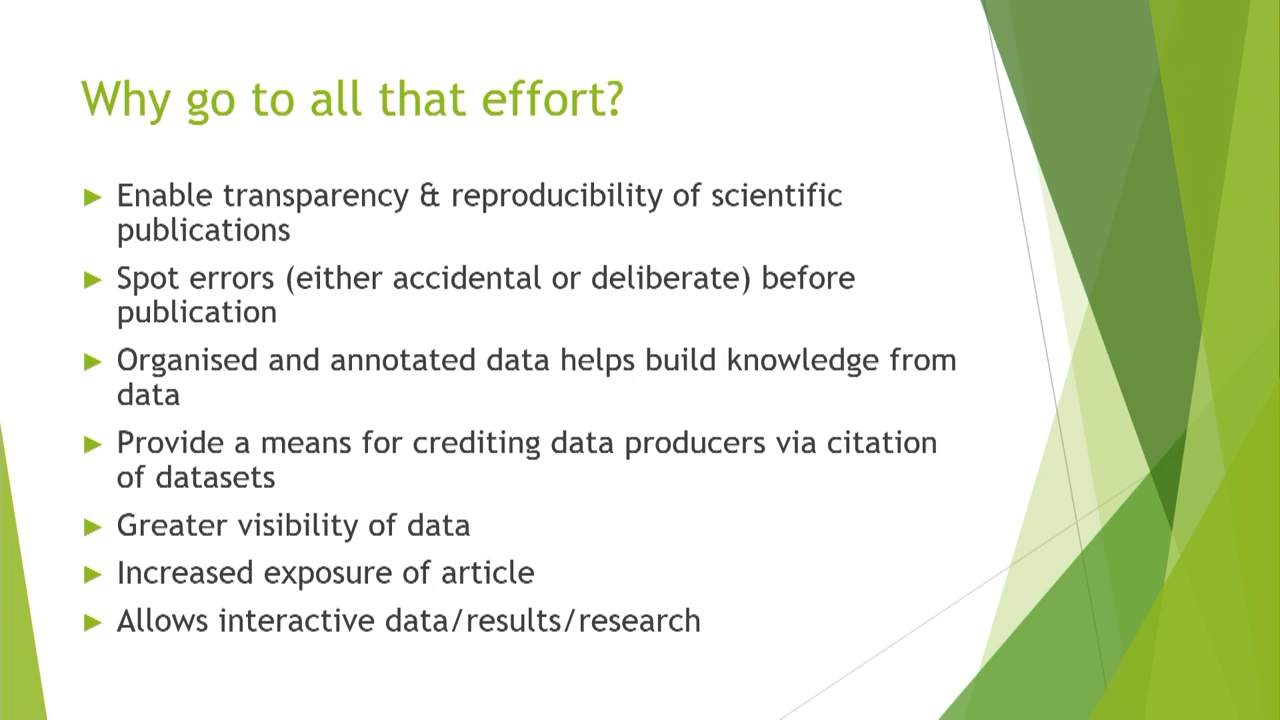 Why go to all that effort?
Enable transparency & reproducibility of scientific
publications
Spot errors (either accidental or deliberate) before
publication
Organised and annotated data helps build knowledge from
data
Provide a means for crediting data producers via citation
of datasets
Greater visibility of data
Increased exposure of article
Allows interactive data/results/research